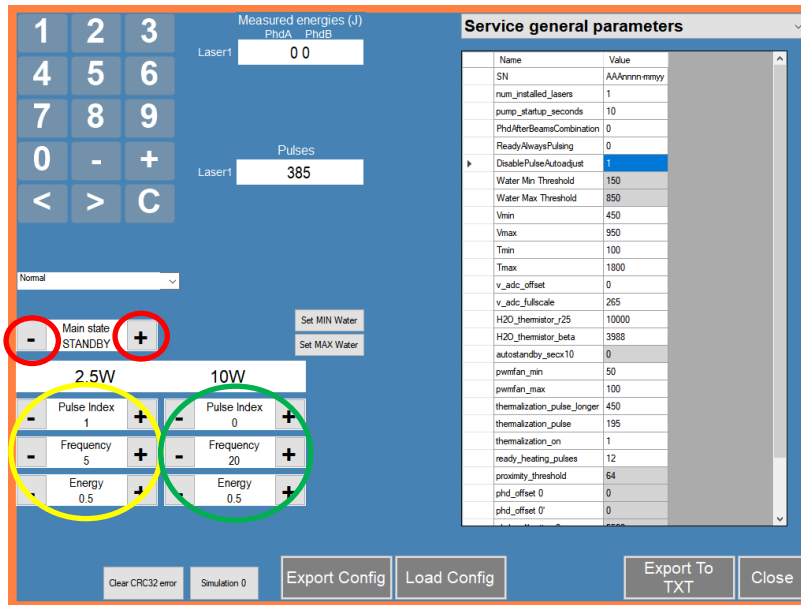 1 2 3
4 5 6
7 8 9
0 - +
< > C
Measured energies (J)
PhdA PhdB
Laser1 0 0
Pulses
Laser1 385
Normal
- Main state +
STANDBY
Set MIN Water
Set MAX Water
2.5W 10W
- Pulse Index + - Pulse Index +
1 0
- Frequency + - Frequency +
5 20
- Energy + - Energy +
0.5 0.5
Clear CRC32 error
Simulation 0
Export Config
Load Config
Service general parameters
Name Value
SN AAAnnnn-mmyy
num_installed_lasers 1
pump_startup_seconds 10
PhdAfterBeamsCombination 0
ReadyAlwaysPulsing 0
DisablePulseAutoadjust 1
Water Min Threshold 150
Water Max Threshold 850
Vmin 450
Vmax 950
Tmin 100
Tmax 1800
v_adc_offset 0
v_adc_fullscale 265
H2O_thermistor_r25 10000
H2O_thermistor_beta 3988
autostandby_secx10 0
pwmfan_min 50
pwmfan_max 100
thermalization_pulse_longer 450
thermalization_pulse 195
thermalization_on 1
ready_heating_pulses 12
proximity_threshold 64
phd_offset 0 0
phd_offset 0' 0
Export To
TXT
Close